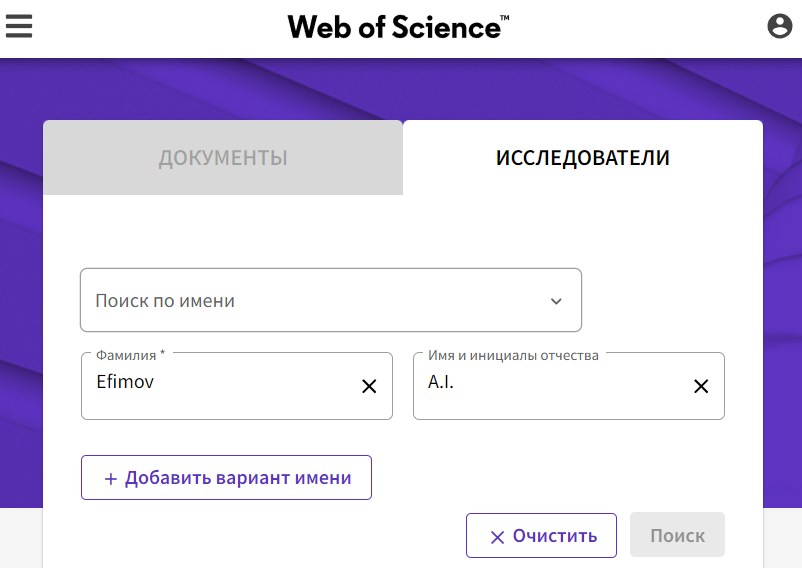 Web of Science™
ДОКУМЕНТЫ
ИССЛЕДОВАТЕЛИ
Поиск по имени
Фамилия *
Имя и инициалы отчества
Efimov
A.I.
+ Добавить вариант имени
× Очистить
Поиск